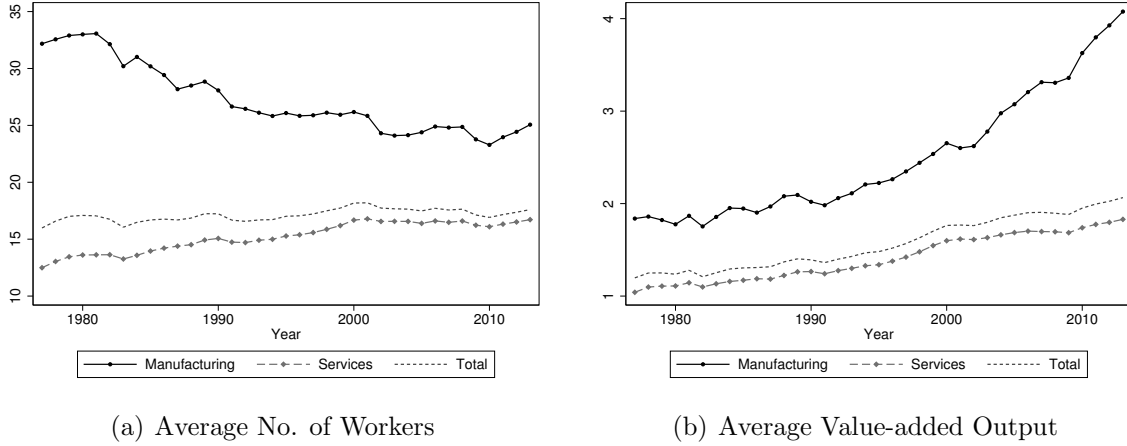 35
30
25
20
15
10
1980
1990
2000
2010
Year
Manufacturing
Services
Total
(a) Average No. of Workers
4
3
2
1
1980
1990
2000
2010
Year
Manufacturing
Services
Total
(b) Average Value-added Output